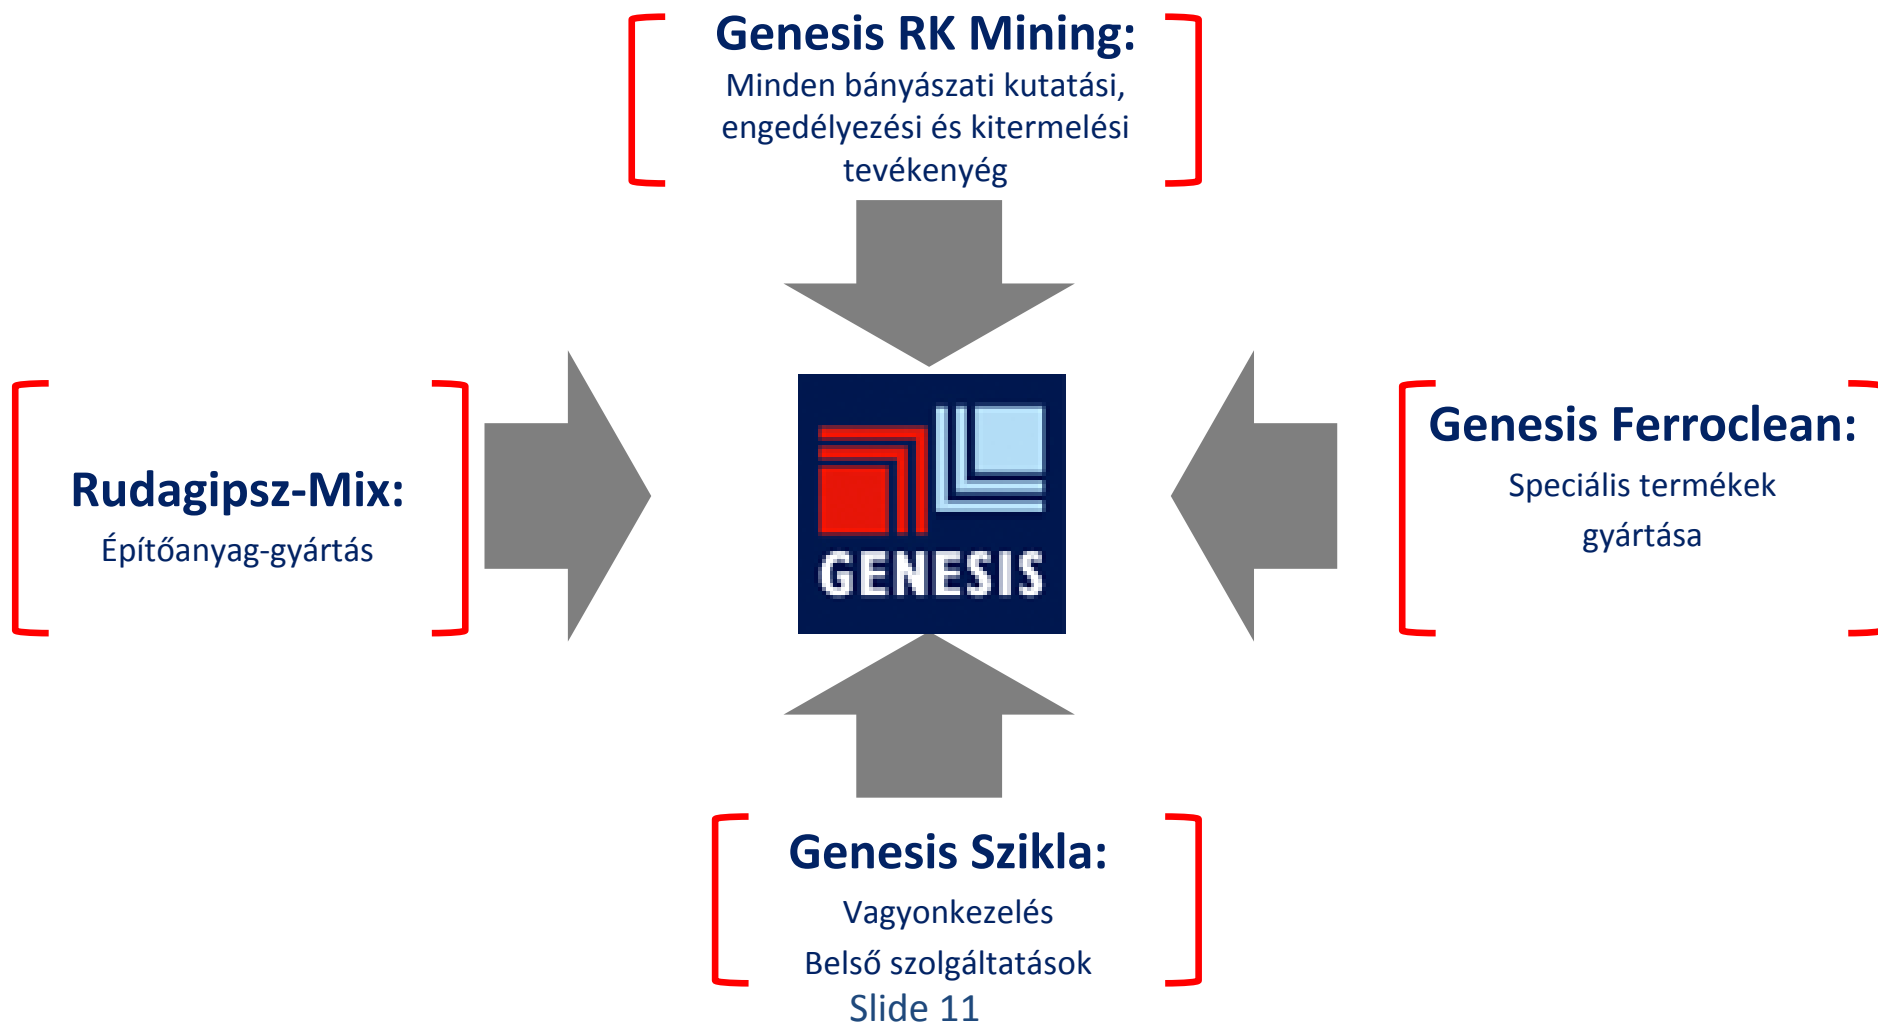 Genesis RK Mining:
Minden bányászati kutatási,
engedélyezési és kitermelési
tevékenyég
Rudagipsz-Mix:
Építőanyag-gyártás
GENESIS
Genesis Ferroclean:
Speciális termékek
gyártása
Genesis Szikla:
Vagyonkezelés
Belső szolgáltatások
Slide 11